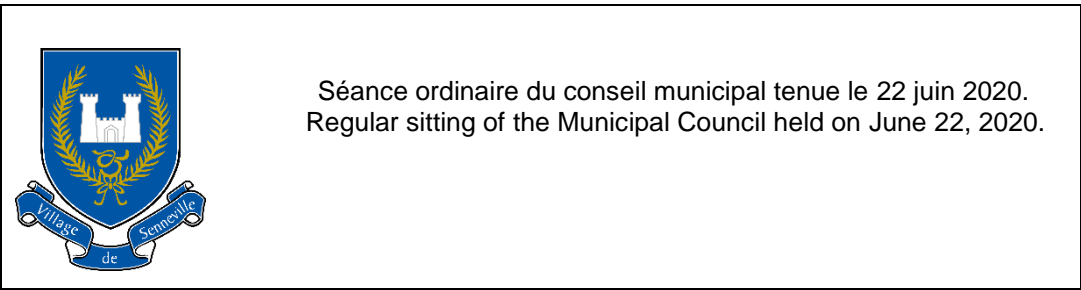 Séance ordinaire du conseil municipal tenue le 22 juin 2020.
Regular sitting of the Municipal Council held on June 22, 2020.
Village
de
Senneville